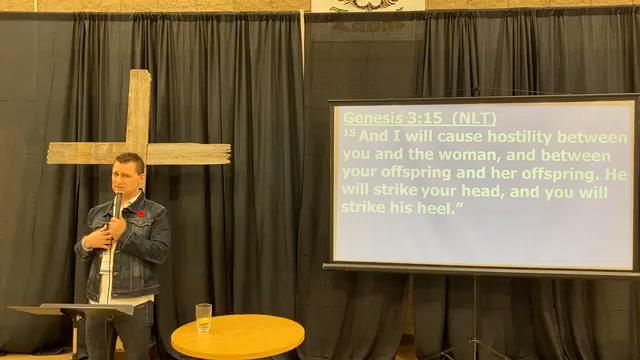 Genesis 3:15 (NLT)
15 And I will cause hostility between
you and the woman, and between
your offspring and her offspring. He
will strike your head, and you will
strike his heel.”